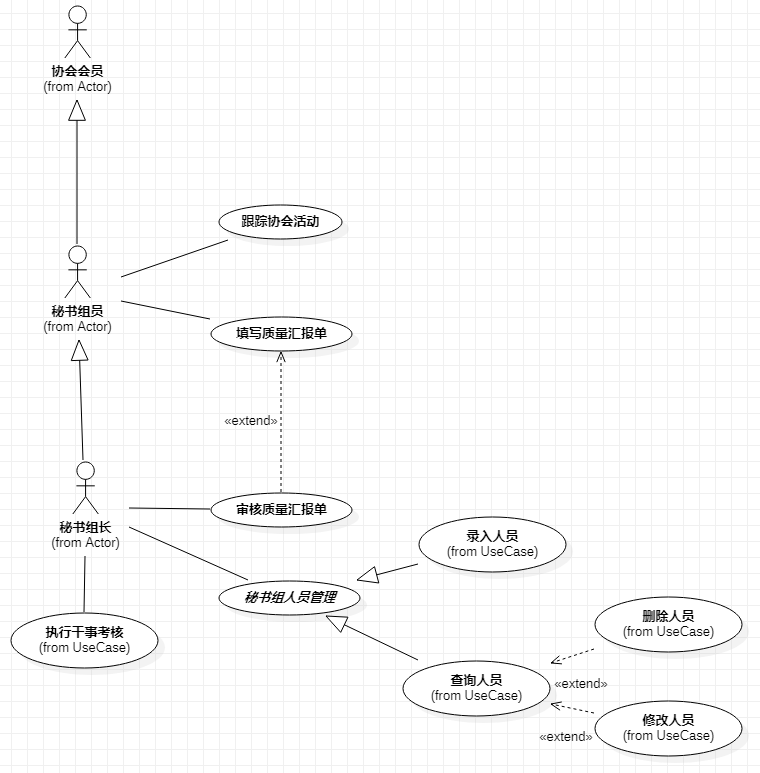 协会会员
(from Actor)
跟踪协会活动
秘书组员
(from Actor)
填写质量汇报单
«extend»
审核质量汇报单
秘书组长
(from Actor)
录入人员
(from UseCase)
秘书组人员管理
执行干事考核
(from UseCase)
删除人员
(from UseCase)
查询人员
(from UseCase)
«extend»
修改人员
(from UseCase)
«extend»